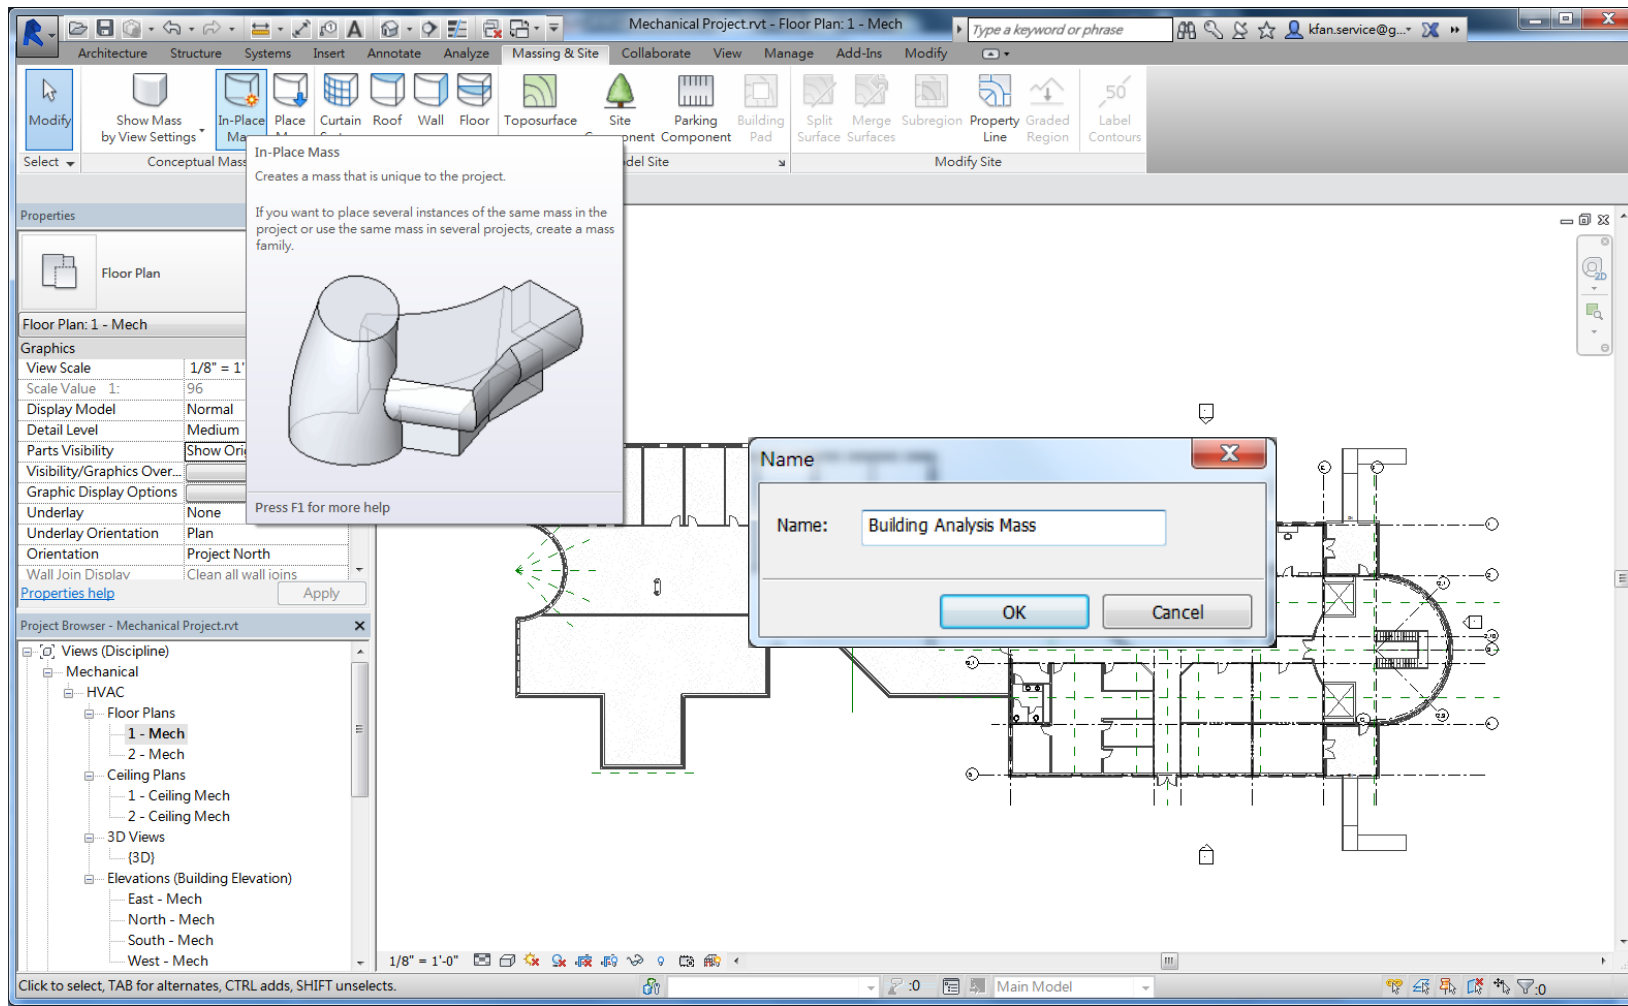 Mechanical Project.rvt - Floor Plan: 1 - Mech
Type a keyword or phrase
kfan.service@g...
Architecture Structure Systems Insert Annotate Analyze Massing & Site Collaborate View Manage Add-Ins Modify
Modify
Show Mass
by View Settings
In-Place
Place
Curtain
Roof
Wall
Floor
Toposurface
Site
Parking
Component
Building
Pad
Split
Surface
Merge
Surfaces
Subregion
Property
Line
Graded
Region
50
Label
Contours
Select
Conceptual Mass
Modify Site
In-Place Mass
Creates a mass that is unique to the project.
If you want to place several instances of the same mass in the
project or use the same mass in several projects, create a mass
family.
Press F1 for more help
Properties
Floor Plan
Floor Plan: 1 - Mech
Graphics
View Scale 1/8" = 1'
Scale Value 1: 96
Display Model Normal
Detail Level Medium
Parts Visibility Show Ori
Visibility/Graphics Over...
Graphic Display Options
Underlay None
Underlay Orientation Plan
Orientation Project North
Wall Join Display Clean all wall joins
Properties help Apply
Project Browser - Mechanical Project.rvt
Views (Discipline)
Mechanical
HVAC
Floor Plans
1 - Mech
2 - Mech
Ceiling Plans
1 - Ceiling Mech
2 - Ceiling Mech
3D Views
{3D}
Elevations (Building Elevation)
East - Mech
North - Mech
South - Mech
West - Mech
2D
Name
Name: Building Analysis Mass
OK Cancel
1/8" = 1'-0"
Click to select, TAB for alternates, CTRL adds, SHIFT unselects.
:0
Main Model
:0